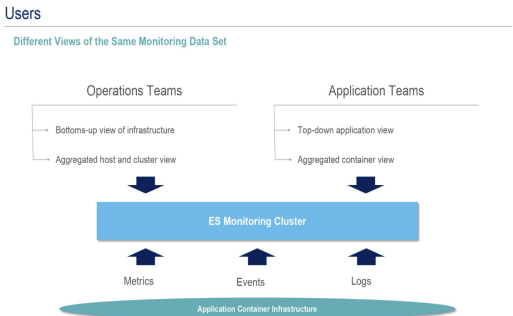 Users
Different Views of the Same Monitoring Data Set
Operations Teams
Application Teams
Bottoms-up view of infrastructure
Top-down application view
Aggregated host and cluster view
Aggregated container view
ES Monitoring Cluster
Metrics
Events
Logs
Application Container Infrastructure